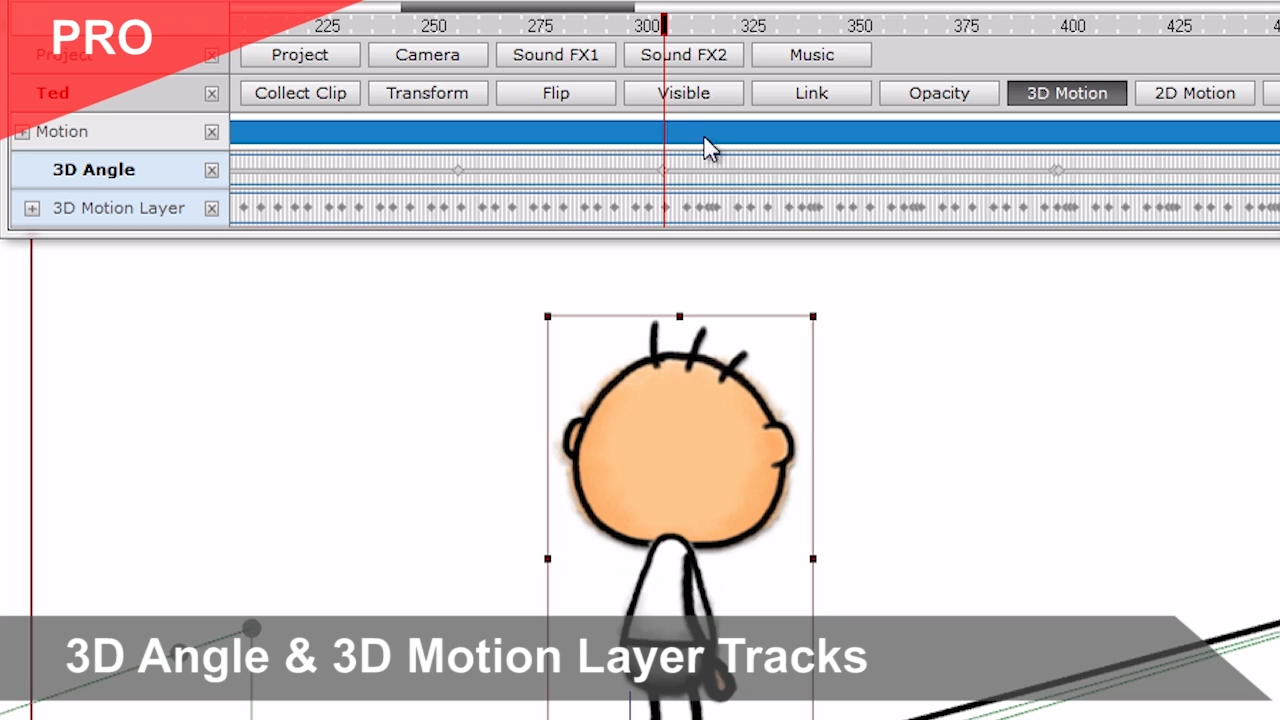 PRO
225 250 275 300 325 350 375 400 425
Project Project Camera Sound FX1 Sound FX2 Music
Ted Collect Clip Transform Flip Visible Link Opacity 3D Motion 2D Motion
Motion
3D Angle
3D Motion Layer
3D Angle & 3D Motion Layer Tracks